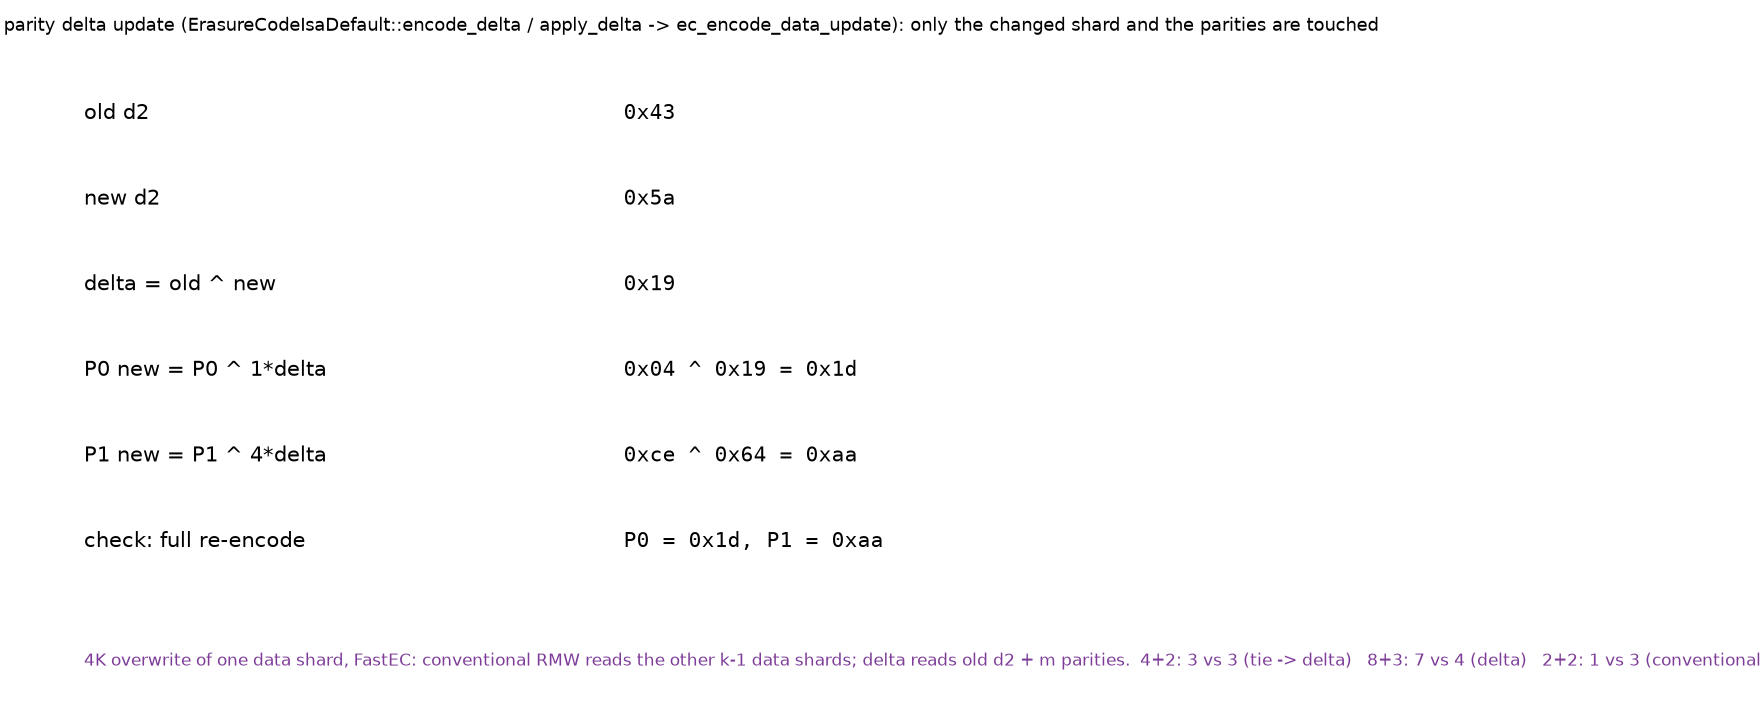 parity delta update (ErasureCodeIsaDefault::encode_delta / apply_delta -> ec_encode_data_update): only the changed shard and the parities are touched
old d2 0x43
new d2 0x5a
delta = old ^ new 0x19
P0 new = P0 ^ 1*delta 0x04 ^ 0x19 = 0x1d
P1 new = P1 ^ 4*delta 0xce ^ 0x64 = 0xaa
check: full re-encode P0 = 0x1d, P1 = 0xaa
4K overwrite of one data shard, FastEC: conventional RMW reads the other k-1 data shards; delta reads old d2 + m parities. 4+2: 3 vs 3 (tie -> delta) 8+3: 7 vs 4 (delta) 2+2: 1 vs 3 (conventional